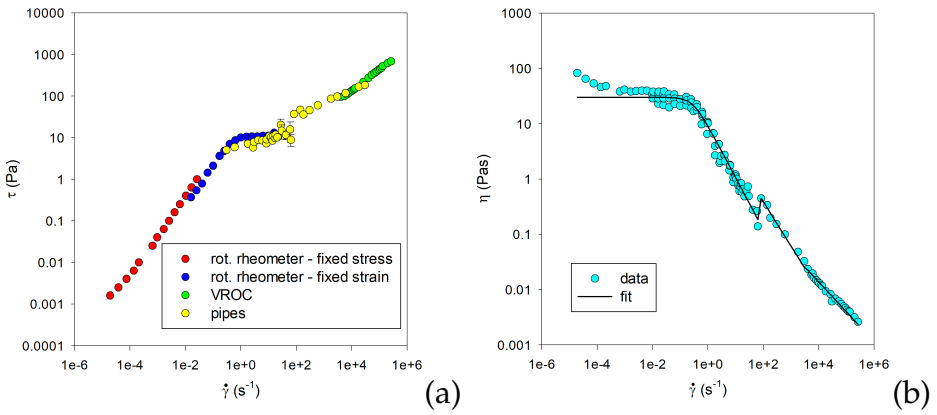 10000
1000
100
10
1
0.1
0.01
0.001
0.0001
τ (Pa)
rot. rheometer - fixed stress
rot. rheometer - fixed strain
VROC
pipes
1e-6 1e-4 1e-2 1e+0 1e+2 1e+4 1e+6
γ̇ (s⁻¹)
(a)
1000
100
10
1
0.1
0.01
0.001
η (Pas)
data
fit
1e-6 1e-4 1e-2 1e+0 1e+2 1e+4 1e+6
γ̇ (s⁻¹)
(b)